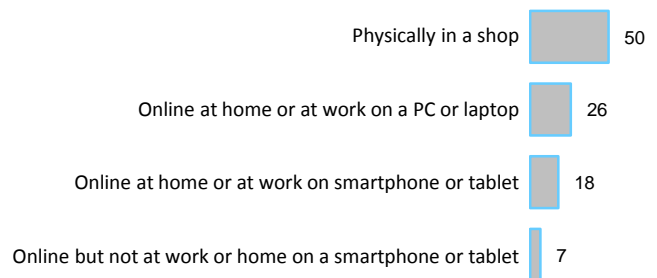 Physically in a shop 50
Online at home or at work on a PC or laptop 26
Online at home or at work on smartphone or tablet 18
Online but not at work or home on a smartphone or tablet 7